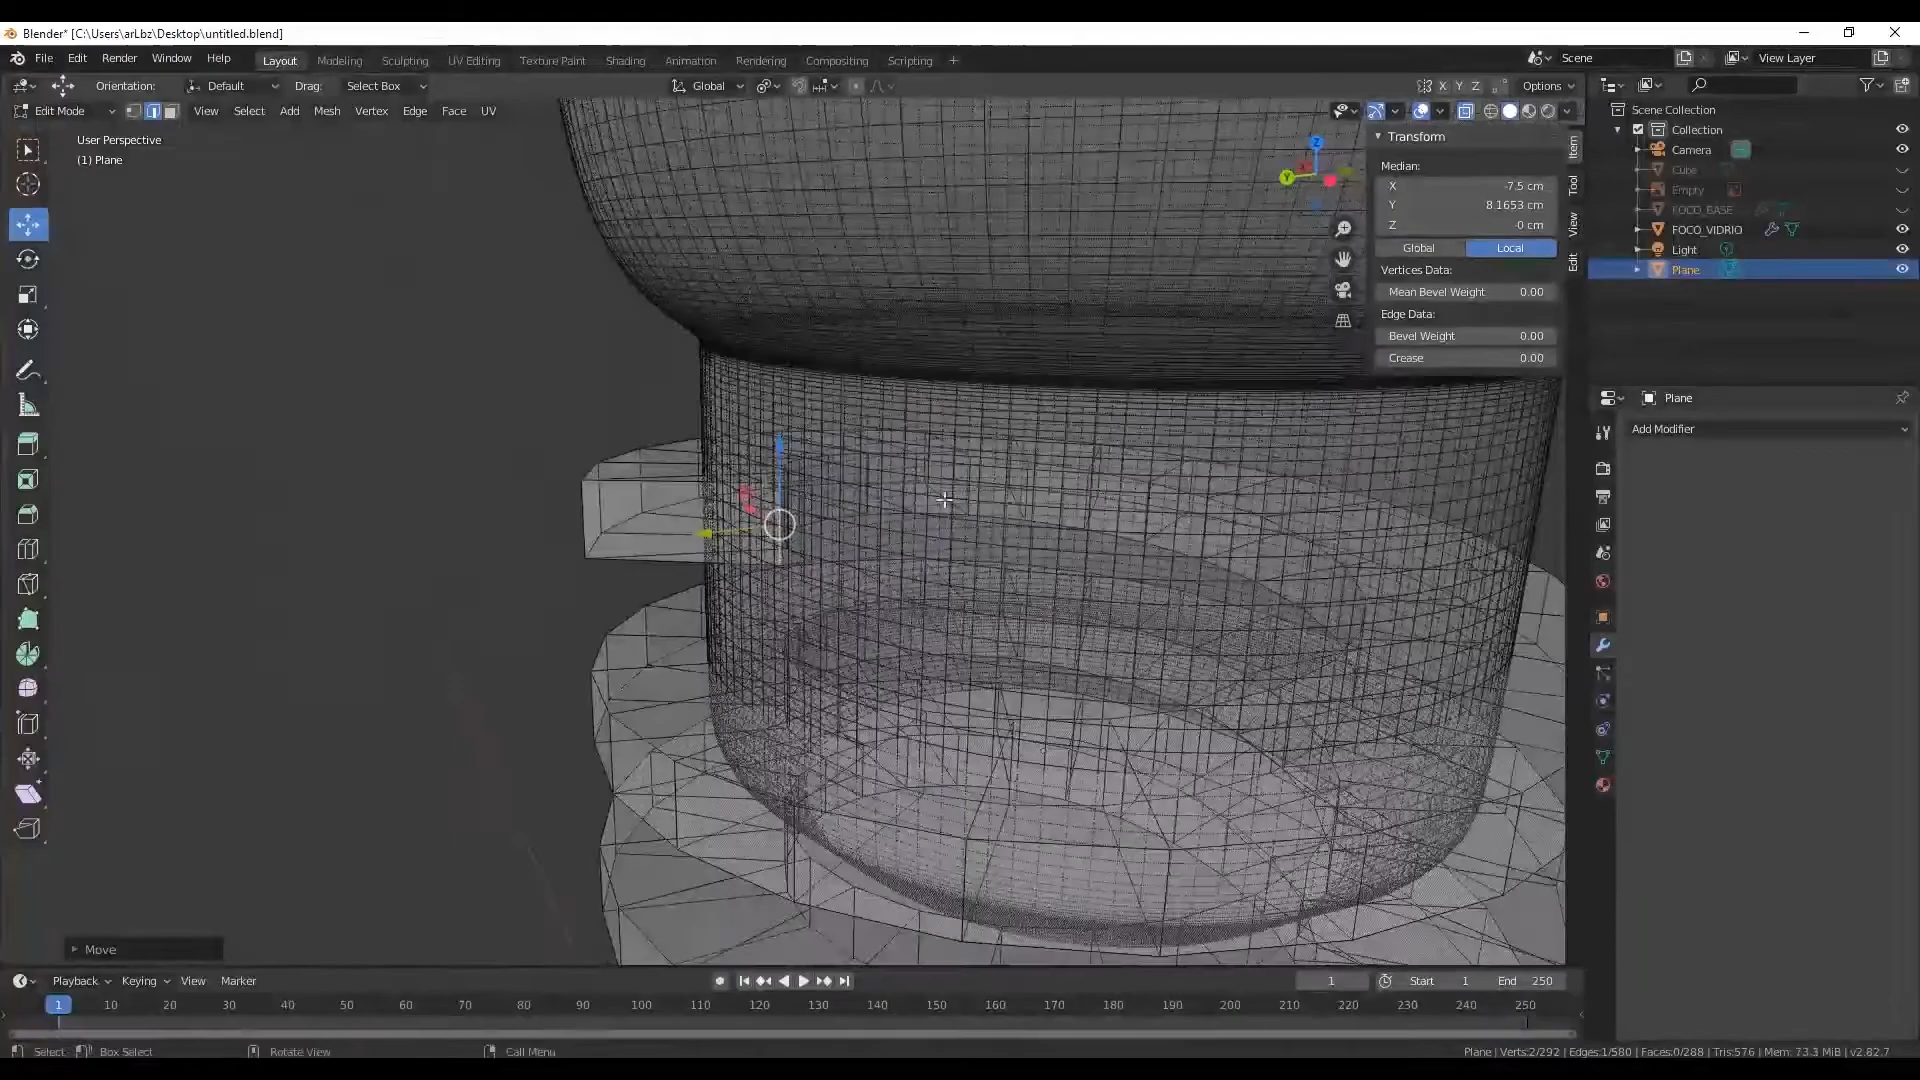 Blender* [C:\Users\arLbz\Desktop\untitled.blend]
File Edit Render Window Help Layout Modeling Sculpting UV Editing Texture Paint Shading Animation Rendering Compositing Scripting Scene View Layer
Orientation: Default Drag: Select Box Global X Y Z Options
Edit Mode View Select Add Mesh Vertex Edge Face UV
User Perspective
(1) Plane
Transform
Median:
X -7.5 cm
Y 8.1653 cm
Z -0 cm
Global Local
Vertices Data:
Mean Bevel Weight 0.00
Edge Data:
Bevel Weight 0.00
Crease 0.00
Item
Tool
View
Edit
Z
Y
Scene Collection
Collection
Camera
Cube
Empty
FOCO_BASE
FOCO_VIDRIO
Light
Plane
Plane
Add Modifier
Move
Playback Keying View Marker 1 Start 1 End 250
1 10 20 30 40 50 60 70 80 90 100 110 120 130 140 150 160 170 180 190 200 210 220 230 240 250
Select Box Select Rotate View Call Menu Plane | Verts:2/292 | Edges:1/580 | Faces:0/288 | Tris:576 | Mem: 73.3 MiB | v2.82.7